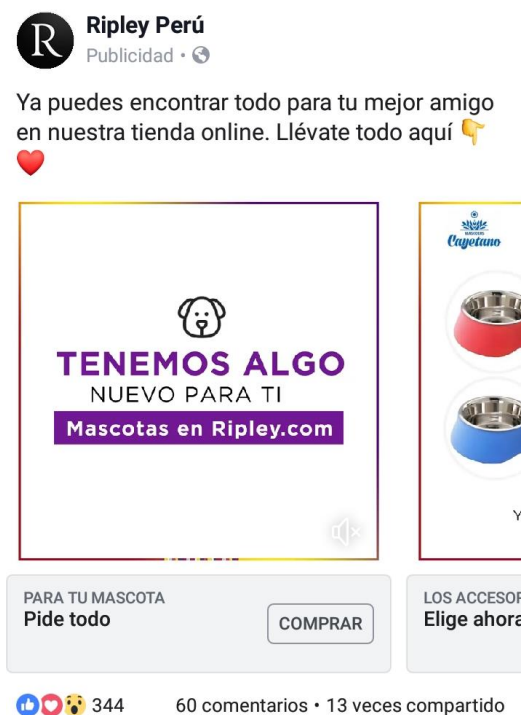 R
Ripley Perú
Publicidad •
Ya puedes encontrar todo para tu mejor amigo
en nuestra tienda online. Llévate todo aquí 👇
❤️
TENEMOS ALGO
NUEVO PARA TI
Mascotas en Ripley.com
Cayetano
Y
PARA TU MASCOTA
Pide todo
COMPRAR
LOS ACCESOR
Elige ahora
344
60 comentarios • 13 veces compartido